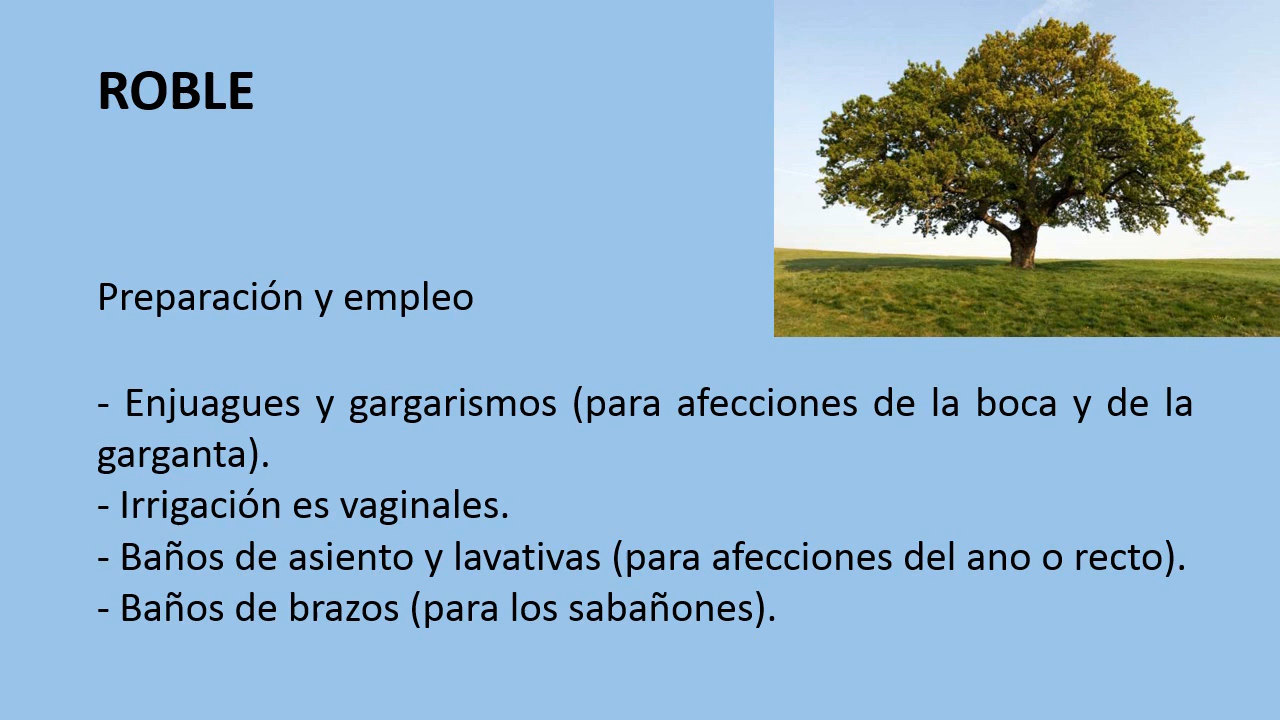 ROBLE
Preparación y empleo
- Enjuagues y gargarismos (para afecciones de la boca y de la
garganta).
- Irrigación es vaginales.
- Baños de asiento y lavativas (para afecciones del ano o recto).
- Baños de brazos (para los sabañones).